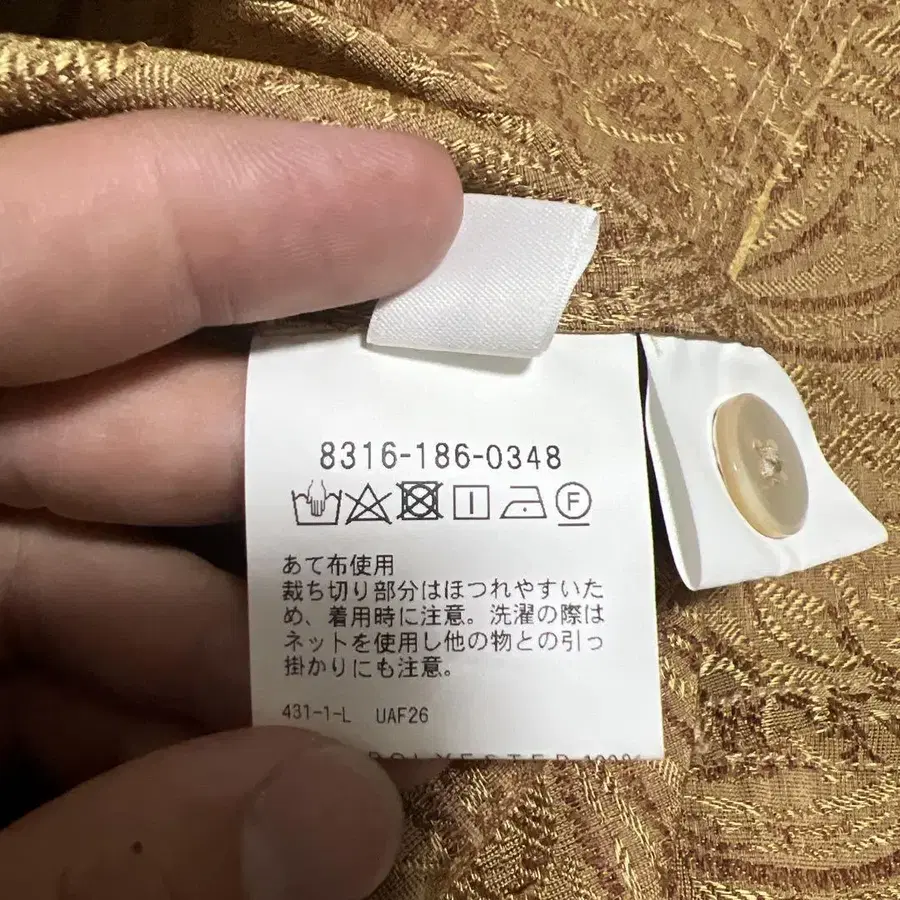 8316-186-0348
F
あて布使用
裁ち切り部分はほつれやすいた
め、着用時に注意。洗濯の際は
ネットを使用し他の物との引っ
掛かりにも注意。
431-1-L UAF26
POLYESTER 100%